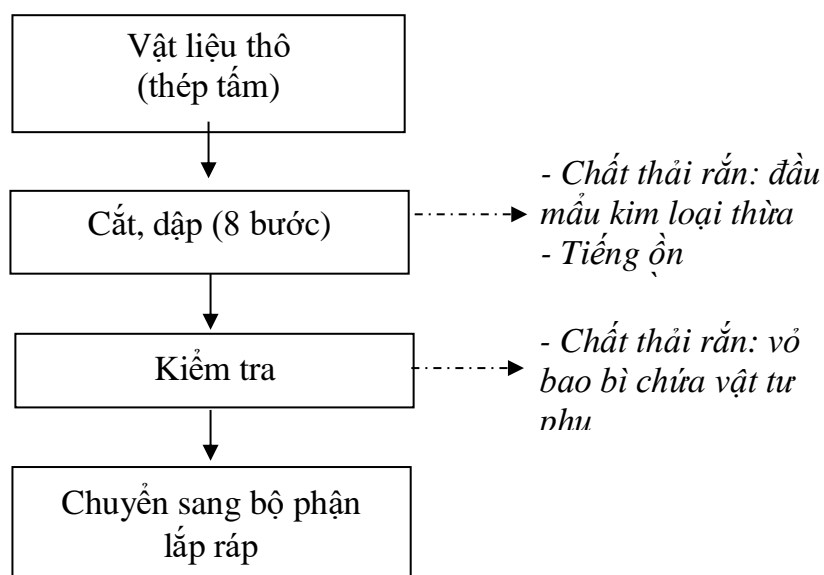 Vật liệu thô
(thép tấm)
- Chất thải rắn: đầu
mẩu kim loại thừa
Cắt, dập (8 bước)
- Tiếng ồn
- Chất thải rắn: vỏ
bao bì chứa vật tư
phụ
Kiểm tra
Chuyển sang bộ phận
lắp ráp